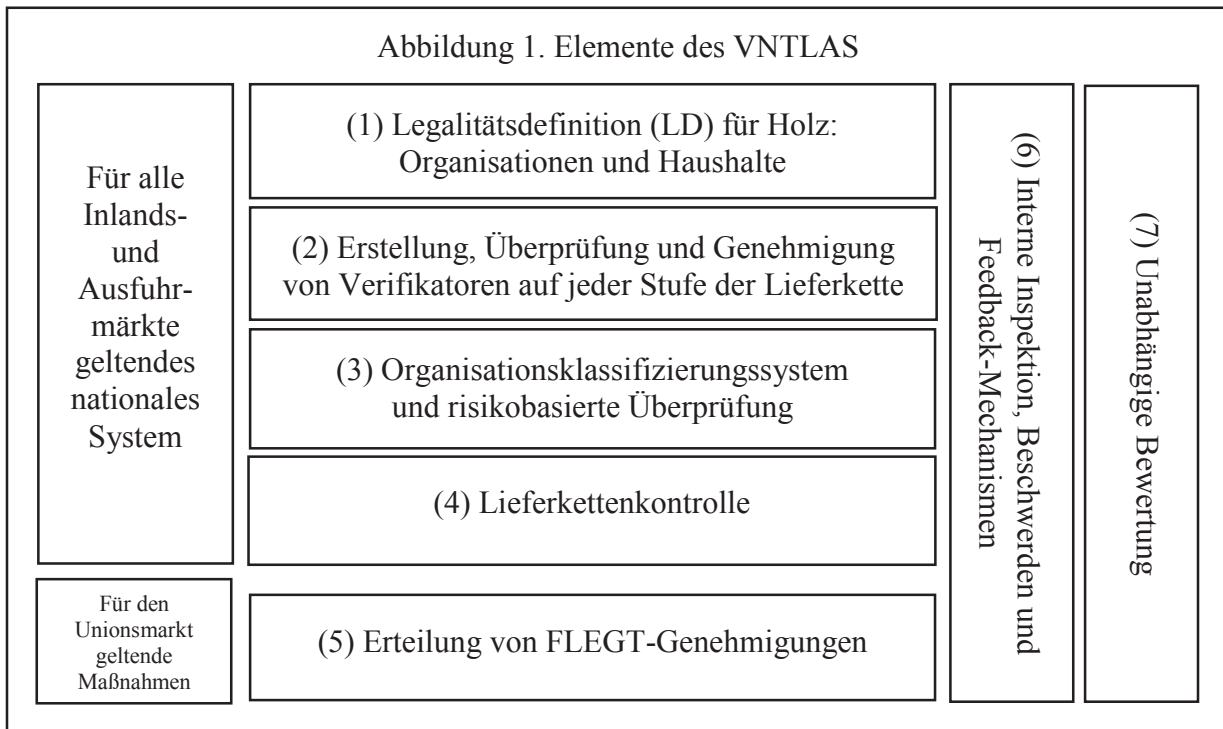 Abbildung 1. Elemente des VNTLAS
Für alle
Inlands-
und
Ausfuhr-
märkte
geltendes
nationales
System
(1) Legalitätsdefinition (LD) für Holz:
Organisationen und Haushalte
(2) Erstellung, Überprüfung und Genehmigung
von Verifikatoren auf jeder Stufe der Lieferkette
(3) Organisationsklassifizierungssystem
und risikobasierte Überprüfung
(4) Lieferkettenkontrolle
Für den
Unionsmarkt
geltende
Maßnahmen
(5) Erteilung von FLEGT-Genehmigungen
(6) Interne Inspektion, Beschwerden und
Feedback-Mechanismen
(7) Unabhängige Bewertung